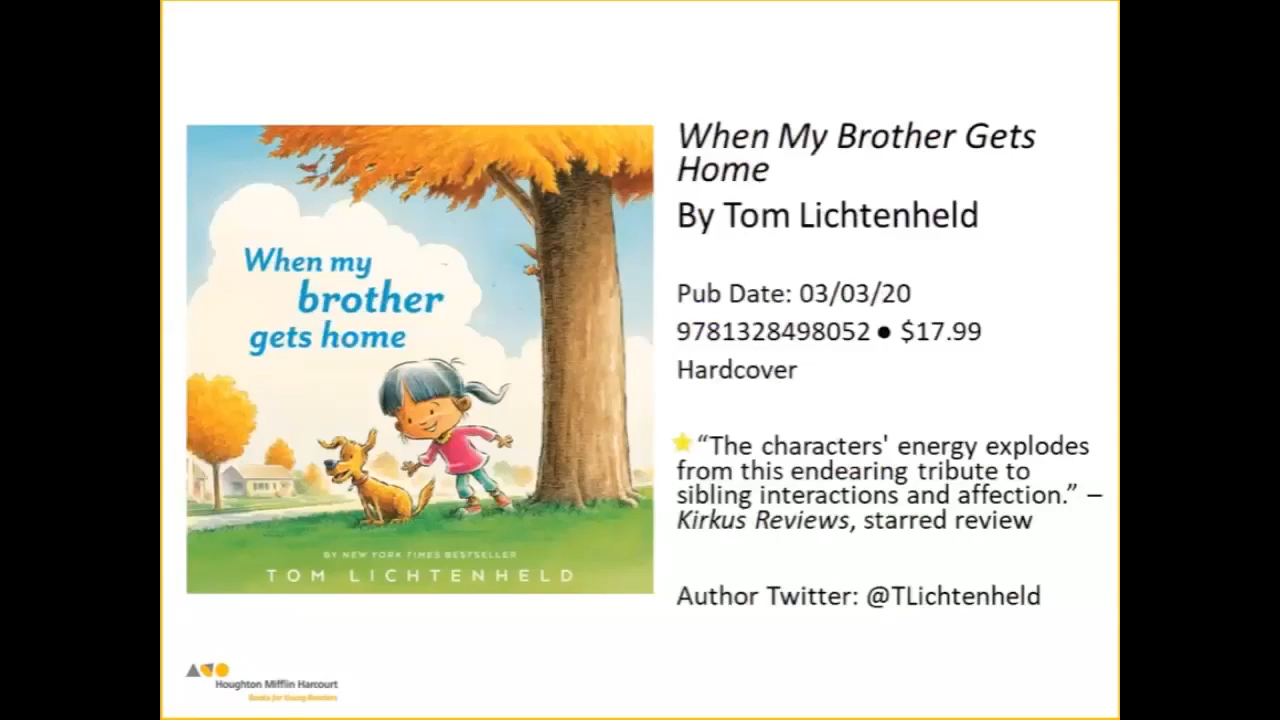 When my
brother
gets home
BY NEW YORK TIMES BESTSELLER
TOM LICHTENHELD
When My Brother Gets
Home
By Tom Lichtenheld
Pub Date: 03/03/20
9781328498052 ● $17.99
Hardcover
“The characters' energy explodes
from this endearing tribute to
sibling interactions and affection.” –
Kirkus Reviews, starred review
Author Twitter: @TLichtenheld
Houghton Mifflin Harcourt
Books for Young Readers